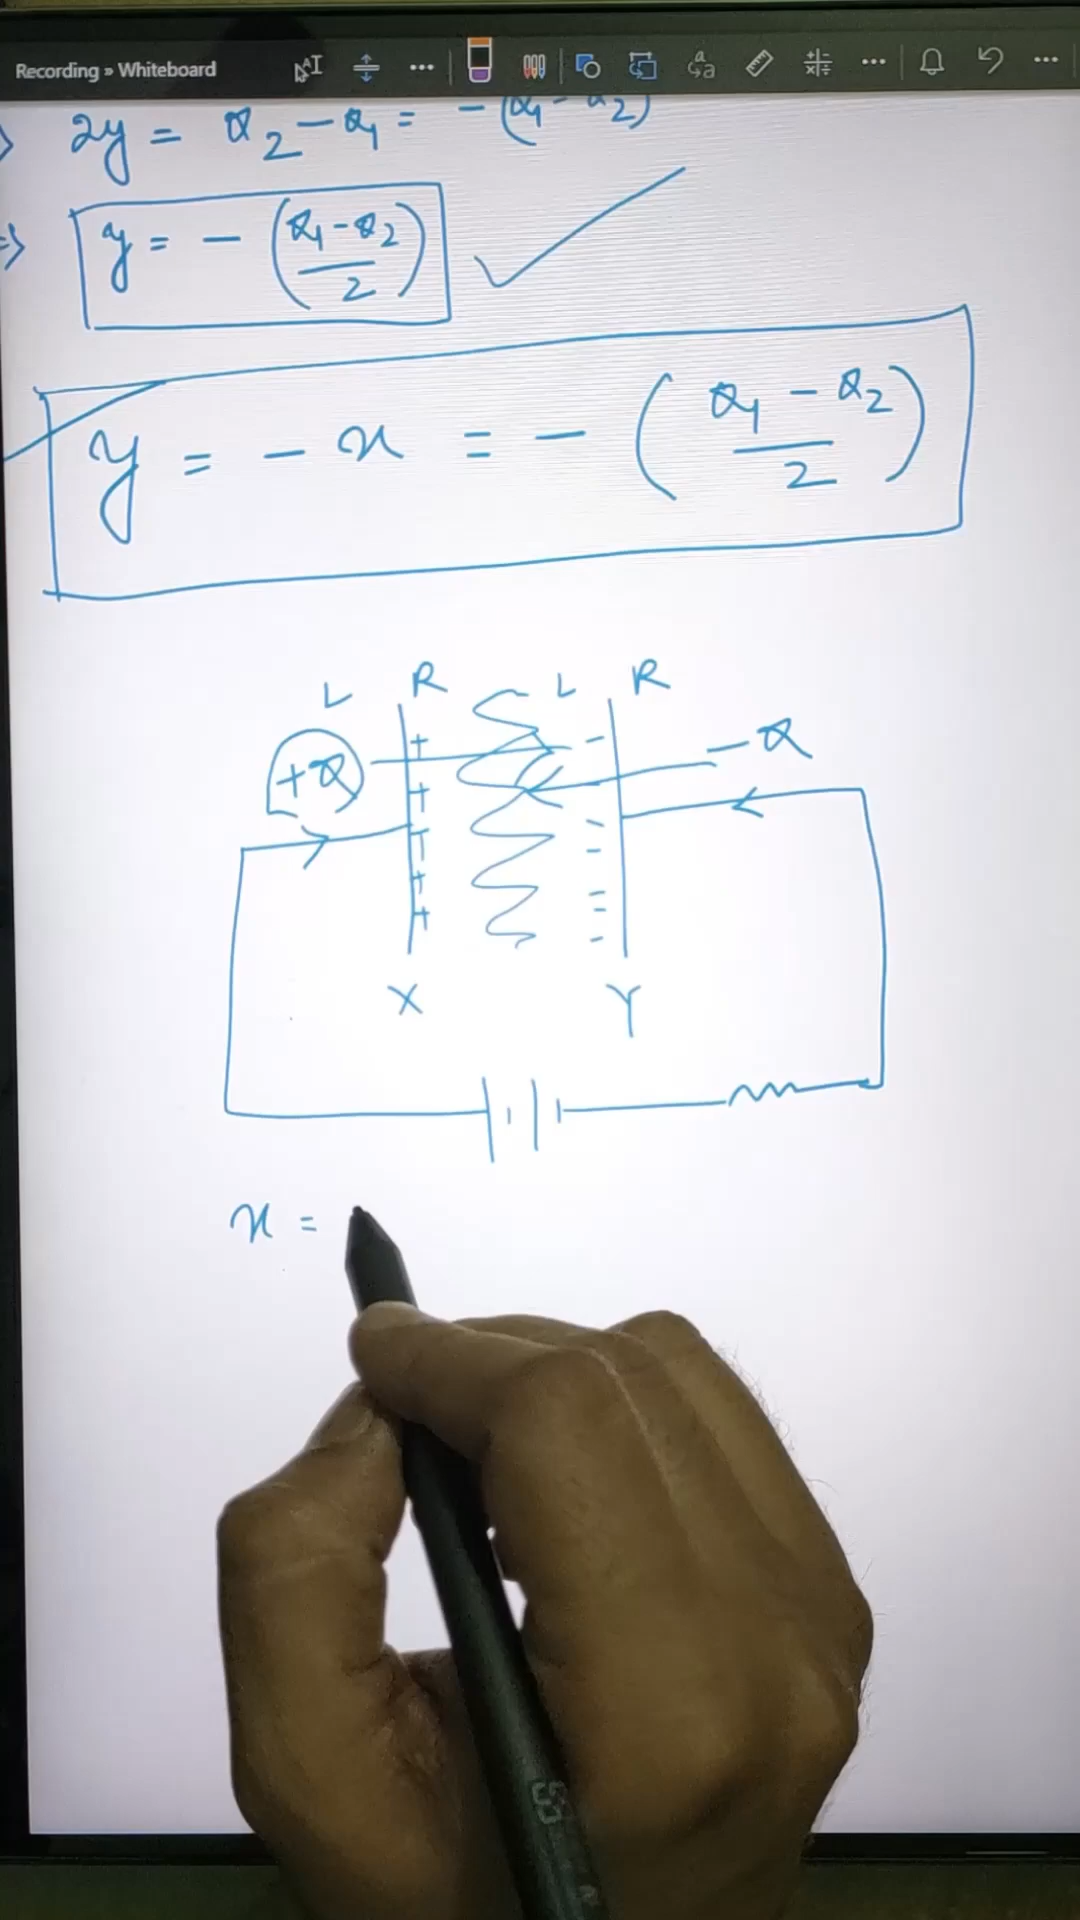 Recording » Whiteboard
2y = Q2 - Q1 = - (Q1 - Q2)
=> y = - (Q1 - Q2 / 2)
y = - x = - (Q1 - Q2 / 2)
L R L R
+Q + - - Q
+
+ -
+ -
+ -
X Y
x =